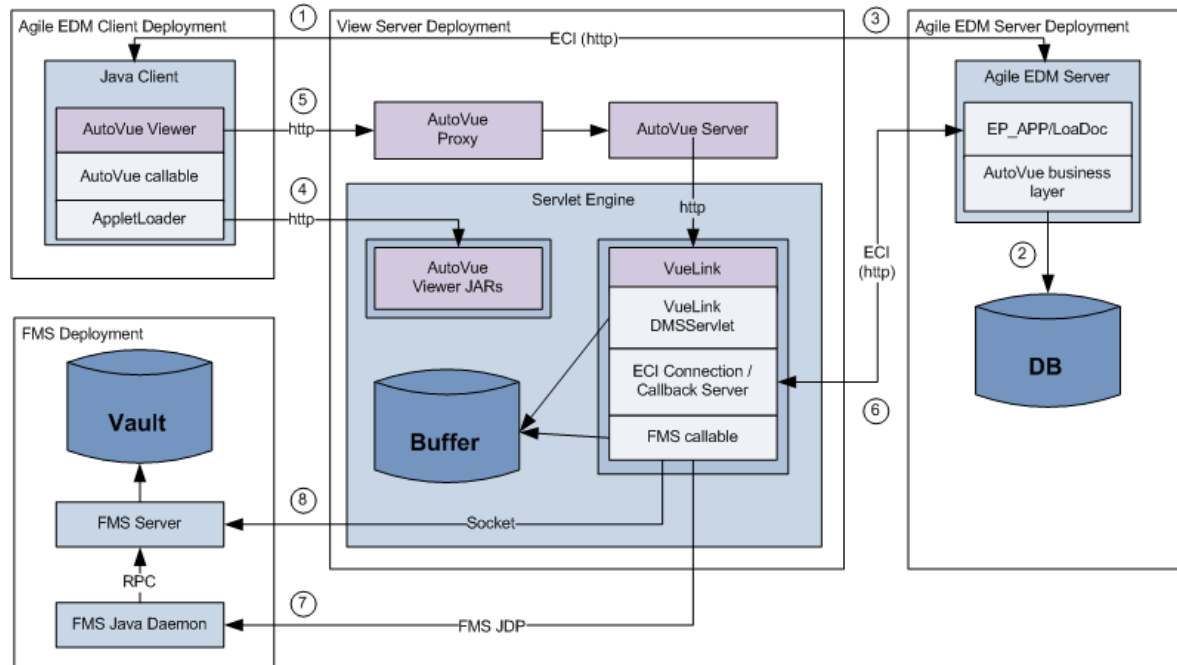 Agile EDM Client Deployment
1
View Server Deployment
3
Agile EDM Server Deployment
ECI (http)
Java Client
AutoVue Viewer
AutoVue callable
AppletLoader
5
http
AutoVue
Proxy
AutoVue Server
Agile EDM Server
EP_APP/LoaDoc
AutoVue business
layer
4
http
Servlet Engine
http
AutoVue
Viewer JARs
VueLink
VueLink
DMSServlet
ECI Connection /
Callback Server
FMS callable
Buffer
ECI
(http)
2
DB
6
FMS Deployment
Vault
FMS Server
RPC
FMS Java Daemon
8
Socket
7
FMS JDP